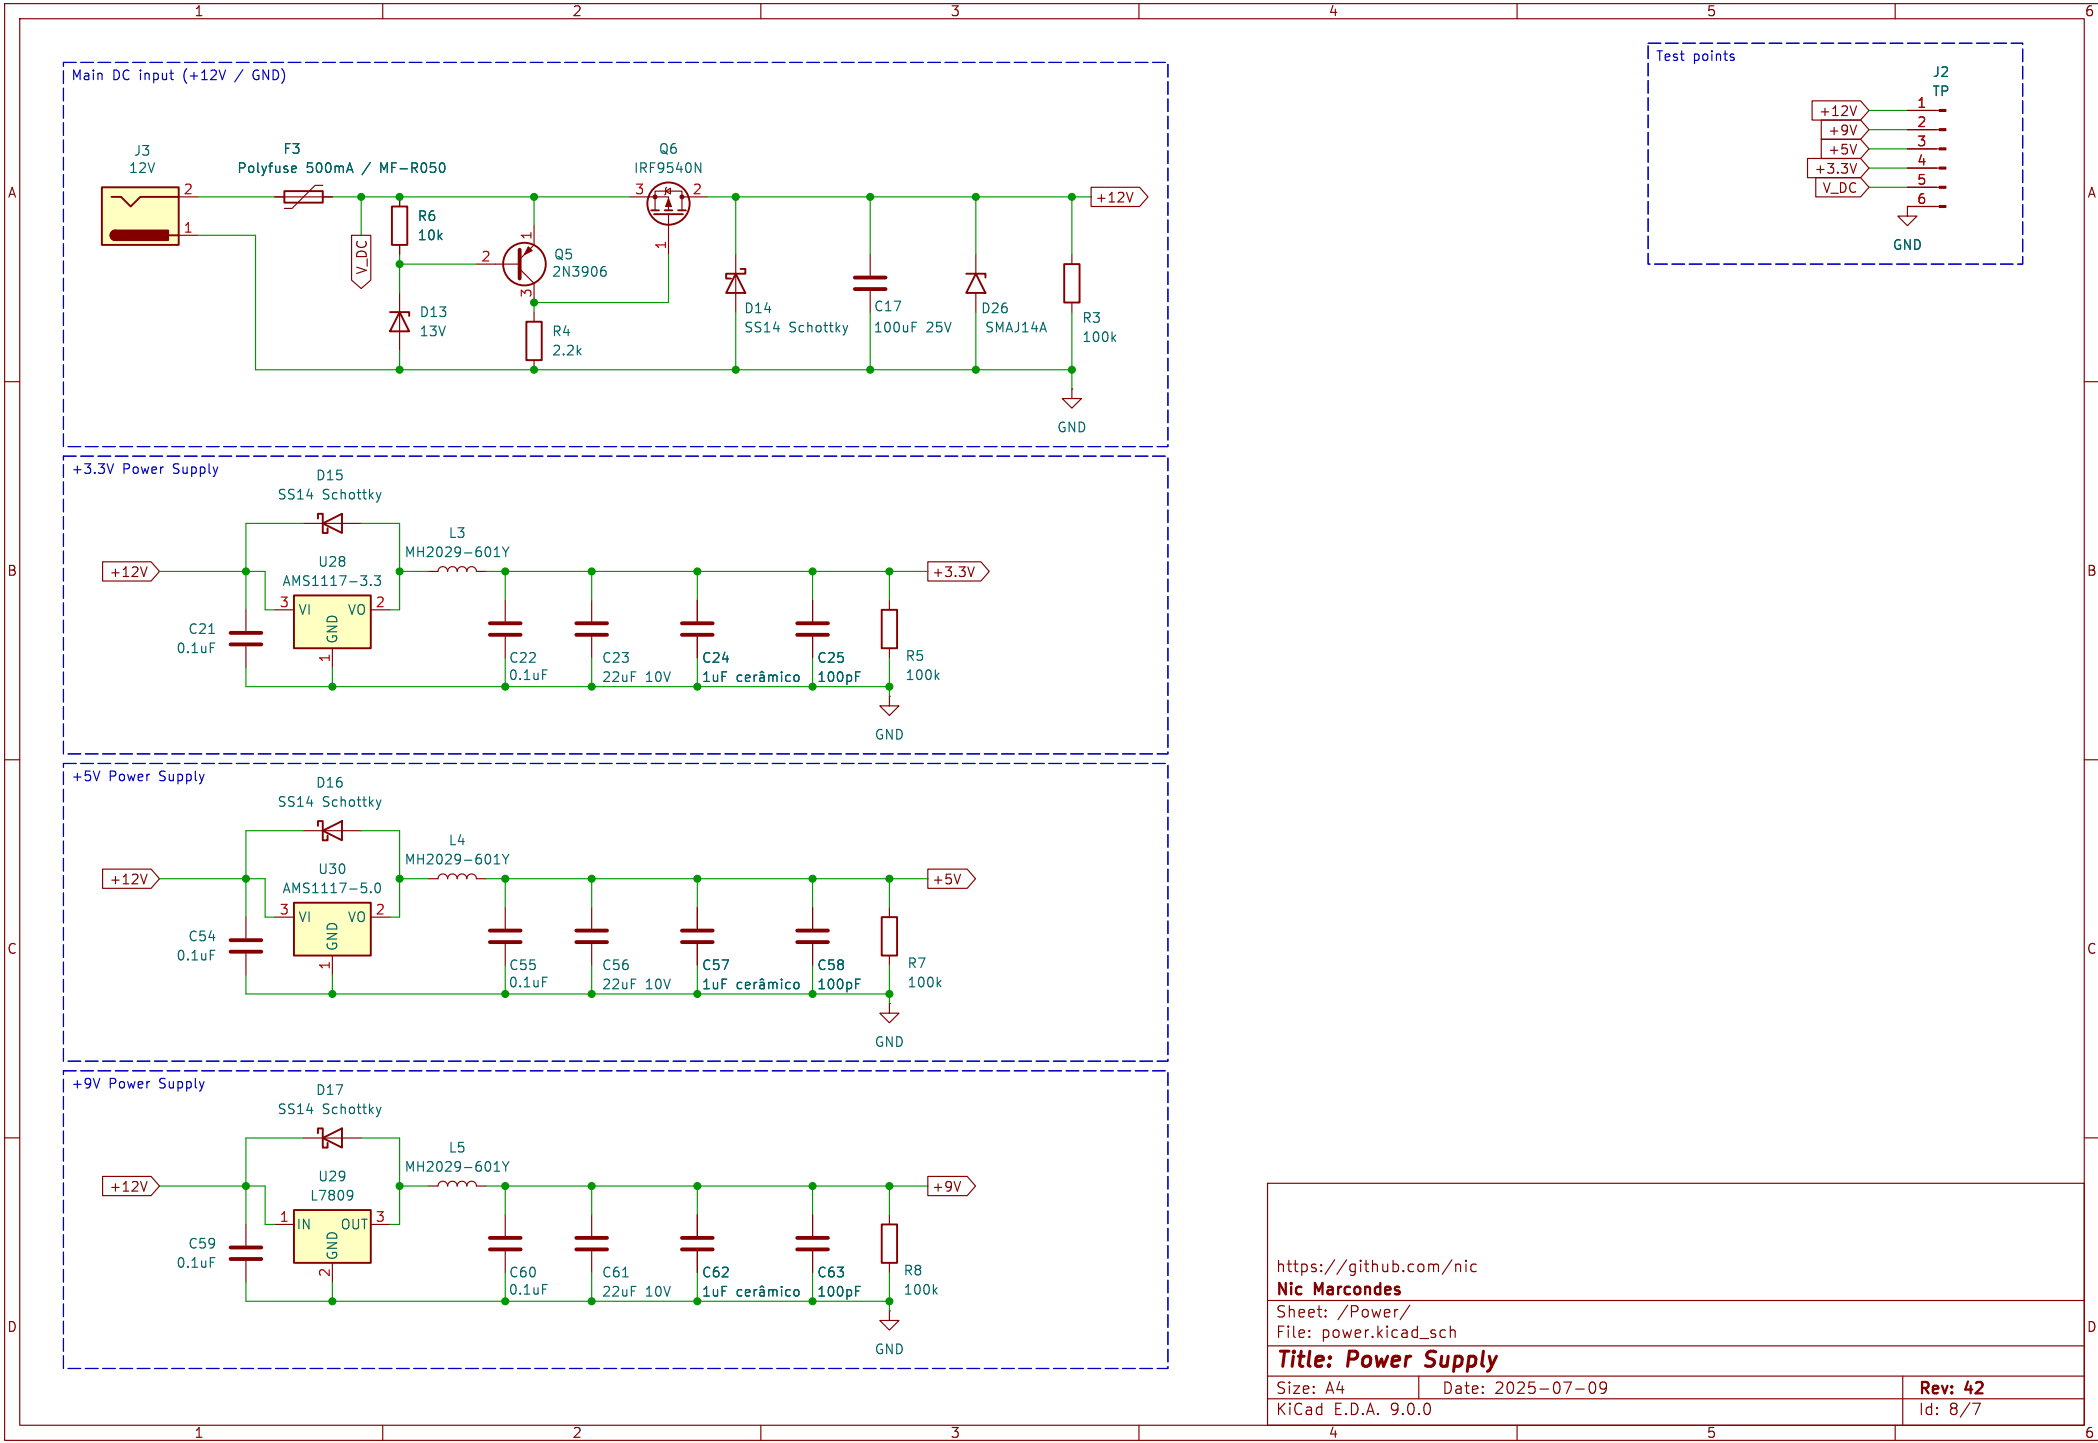 1 2 3 4 5 6
A
B
C
D
Main DC input (+12V / GND)
J3
12V
2
1
F3
Polyfuse 500mA / MF-R050
V_DC
R6
10k
D13
13V
2
1
3
Q5
2N3906
R4
2.2k
Q6
IRF9540N
3
2
1
D14
SS14 Schottky
C17
100uF 25V
D26
SMAJ14A
R3
100k
+12V
GND
Test points
J2
TP
+12V 1
+9V 2
+5V 3
+3.3V 4
V_DC 5
6
GND
+3.3V Power Supply
D15
SS14 Schottky
L3
MH2029-601Y
+12V
U28
AMS1117-3.3
3 VI VO 2
GND
1
C21
0.1uF
C22
0.1uF
C23
22uF 10V
C24
1uF cerâmico
C25
100pF
R5
100k
+3.3V
GND
+5V Power Supply
D16
SS14 Schottky
L4
MH2029-601Y
+12V
U30
AMS1117-5.0
3 VI VO 2
GND
1
C54
0.1uF
C55
0.1uF
C56
22uF 10V
C57
1uF cerâmico
C58
100pF
R7
100k
+5V
GND
+9V Power Supply
D17
SS14 Schottky
L5
MH2029-601Y
+12V
U29
L7809
1 IN OUT 3
GND
2
C59
0.1uF
C60
0.1uF
C61
22uF 10V
C62
1uF cerâmico
C63
100pF
R8
100k
+9V
GND
https://github.com/nic
Nic Marcondes
Sheet: /Power/
File: power.kicad_sch
Title: Power Supply
Size: A4 Date: 2025-07-09 Rev: 42
KiCad E.D.A. 9.0.0 Id: 8/7
A
B
C
D
1 2 3 4 5 6